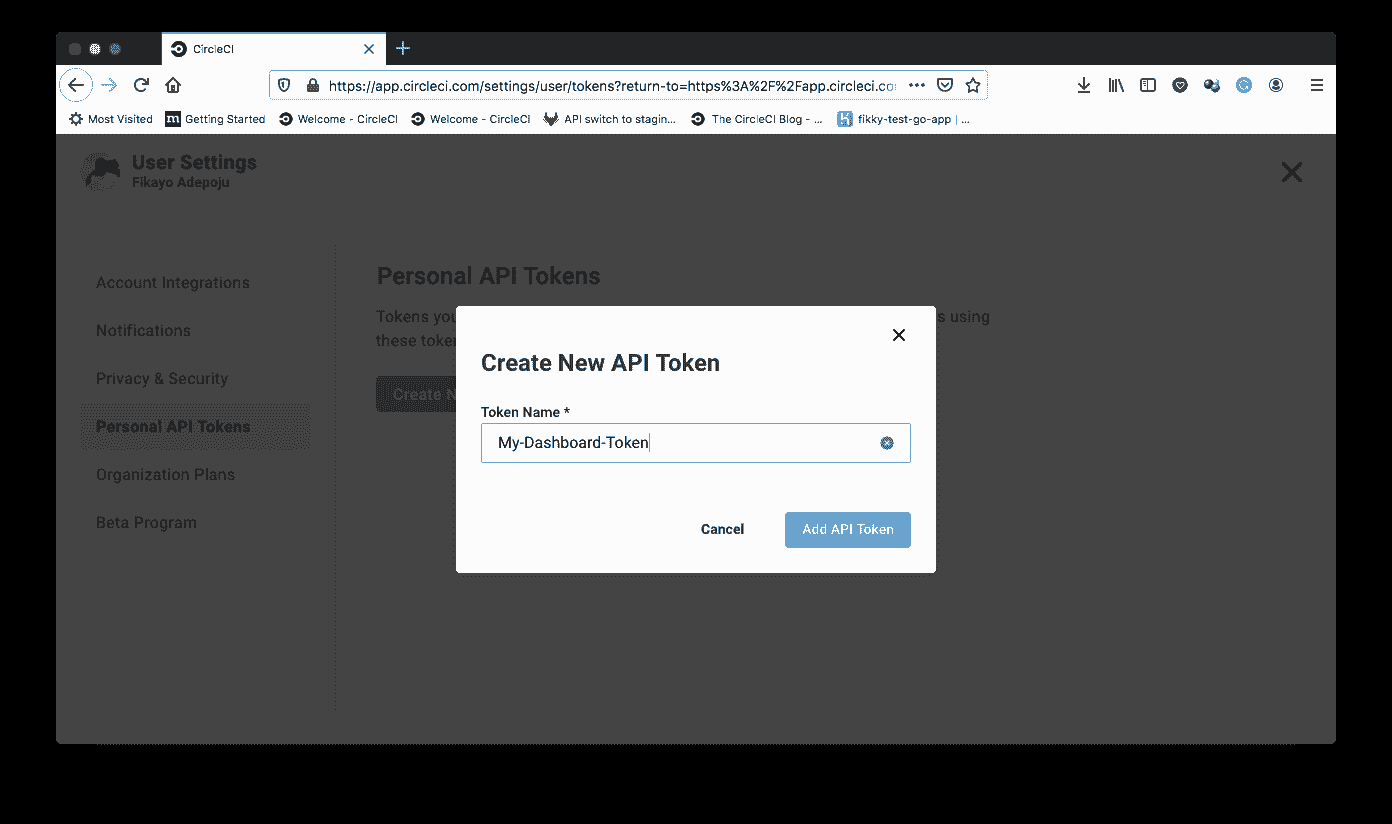 CircleCI
https://app.circleci.com/settings/user/tokens?return-to=https%3A%2F%2Fapp.circleci.co
Most Visited Getting Started Welcome - CircleCI Welcome - CircleCI API switch to stagin... The CircleCI Blog - ... fikky-test-go-app | ...
User Settings
Fikayo Adepoju
Account Integrations
Notifications
Privacy & Security
Personal API Tokens
Organization Plans
Beta Program
Personal API Tokens
Tokens you s using
these toke
Create N
Create New API Token
Token Name *
My-Dashboard-Token
Cancel
Add API Token